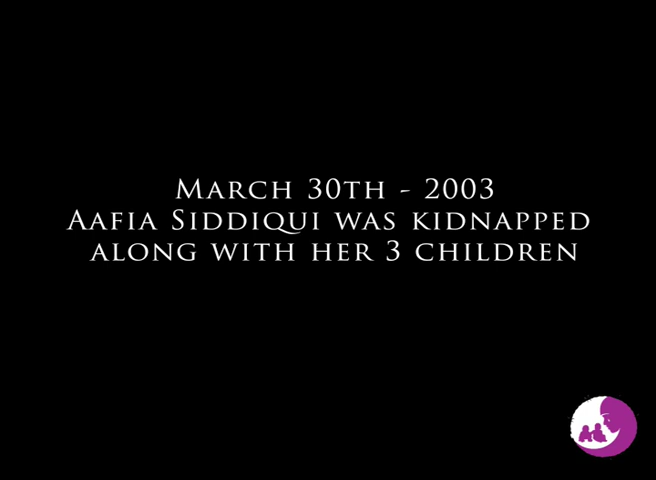 March 30th - 2003
Aafia Siddiqui was kidnapped
along with her 3 children